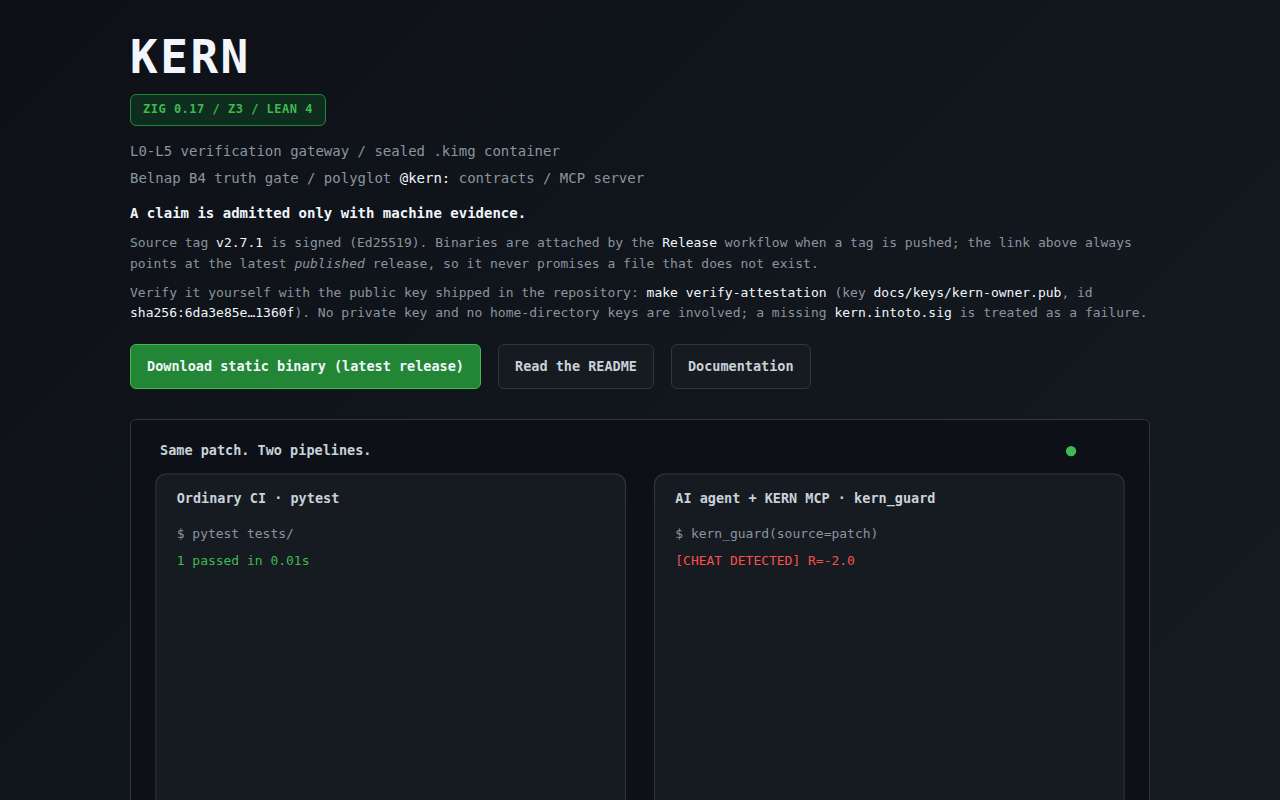 KERN
ZIG 0.17 / Z3 / LEAN 4
L0-L5 verification gateway / sealed .kimg container
Belnap B4 truth gate / polyglot @kern: contracts / MCP server
A claim is admitted only with machine evidence.
Source tag v2.7.1 is signed (Ed25519). Binaries are attached by the Release workflow when a tag is pushed; the link above always
points at the latest published release, so it never promises a file that does not exist.
Verify it yourself with the public key shipped in the repository: make verify-attestation (key docs/keys/kern-owner.pub, id
sha256:6da3e85e…1360f). No private key and no home-directory keys are involved; a missing kern.intoto.sig is treated as a failure.
Download static binary (latest release)
Read the README
Documentation
Same patch. Two pipelines.
Ordinary CI · pytest
$ pytest tests/
1 passed in 0.01s
AI agent + KERN MCP · kern_guard
$ kern_guard(source=patch)
[CHEAT DETECTED] R=-2.0